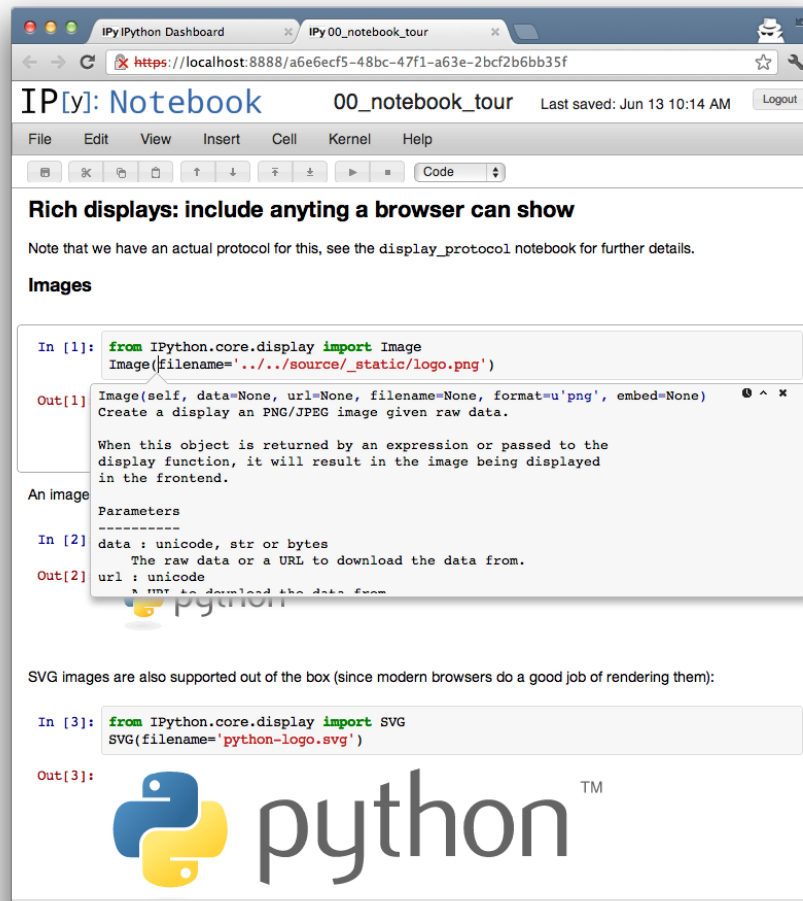 IPy IPython Dashboard
IPy 00_notebook_tour
https://localhost:8888/a6e6ecf5-48bc-47f1-a63e-2bcf2b6bb35f
IP[y]: Notebook 00_notebook_tour Last saved: Jun 13 10:14 AM Logout
File Edit View Insert Cell Kernel Help
Code
Rich displays: include anyting a browser can show
Note that we have an actual protocol for this, see the display_protocol notebook for further details.
Images
In [1]: from IPython.core.display import Image
Image(filename='../../source/_static/logo.png')
Out[1]
Image(self, data=None, url=None, filename=None, format=u'png', embed=None)
Create a display an PNG/JPEG image given raw data.
When this object is returned by an expression or passed to the
display function, it will result in the image being displayed
in the frontend.
Parameters
----------
data : unicode, str or bytes
The raw data or a URL to download the data from.
url : unicode
A URL to download the data from
An image
In [2]
Out[2]
python
SVG images are also supported out of the box (since modern browsers do a good job of rendering them):
In [3]: from IPython.core.display import SVG
SVG(filename='python-logo.svg')
Out[3]:
python TM